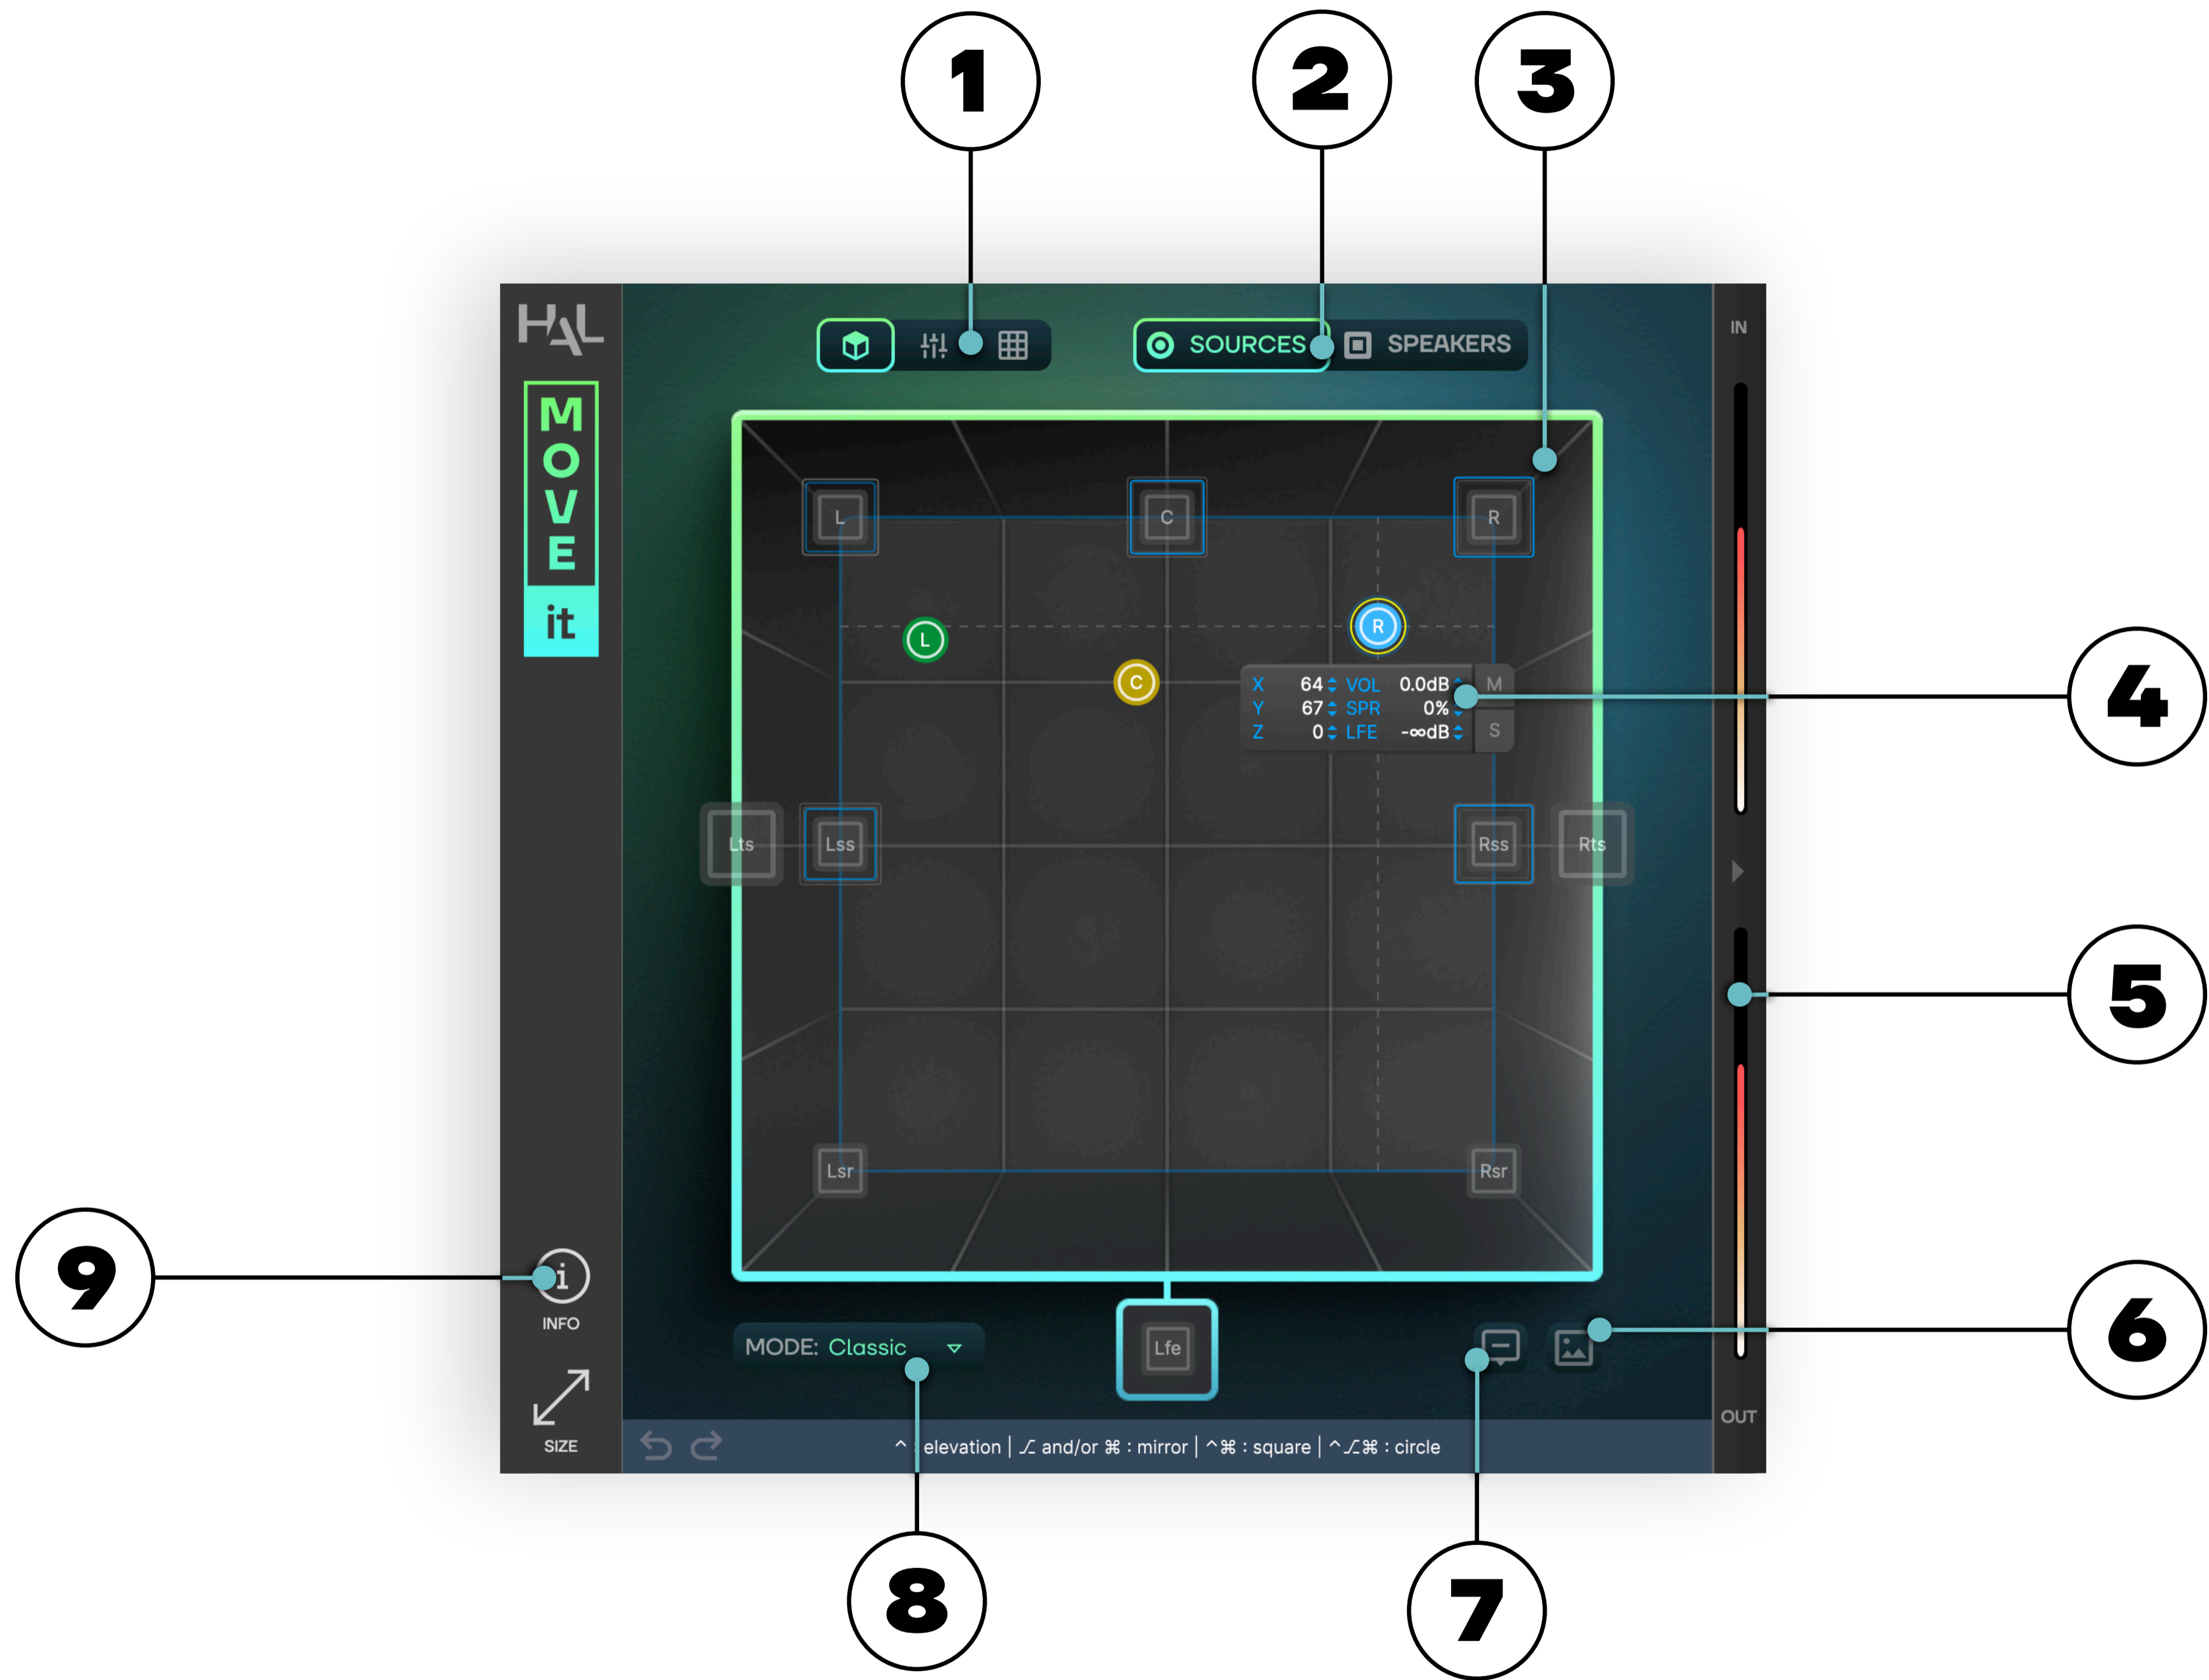 1
2
3
HAL
IN
SOURCES
SPEAKERS
MOVE
it
L
C
R
L
R
C
X 64 VOL 0.0dB M
Y 67 SPR 0%
Z 0 LFE -∞dB S
4
Lts
Lss
Rss
Rts
5
Lsr
Rsr
9
i
INFO
6
MODE: Classic
Lfe
OUT
SIZE
^ : elevation | ⌥ and/or ⌘ : mirror | ^⌘ : square | ^⌥⌘ : circle
8
7